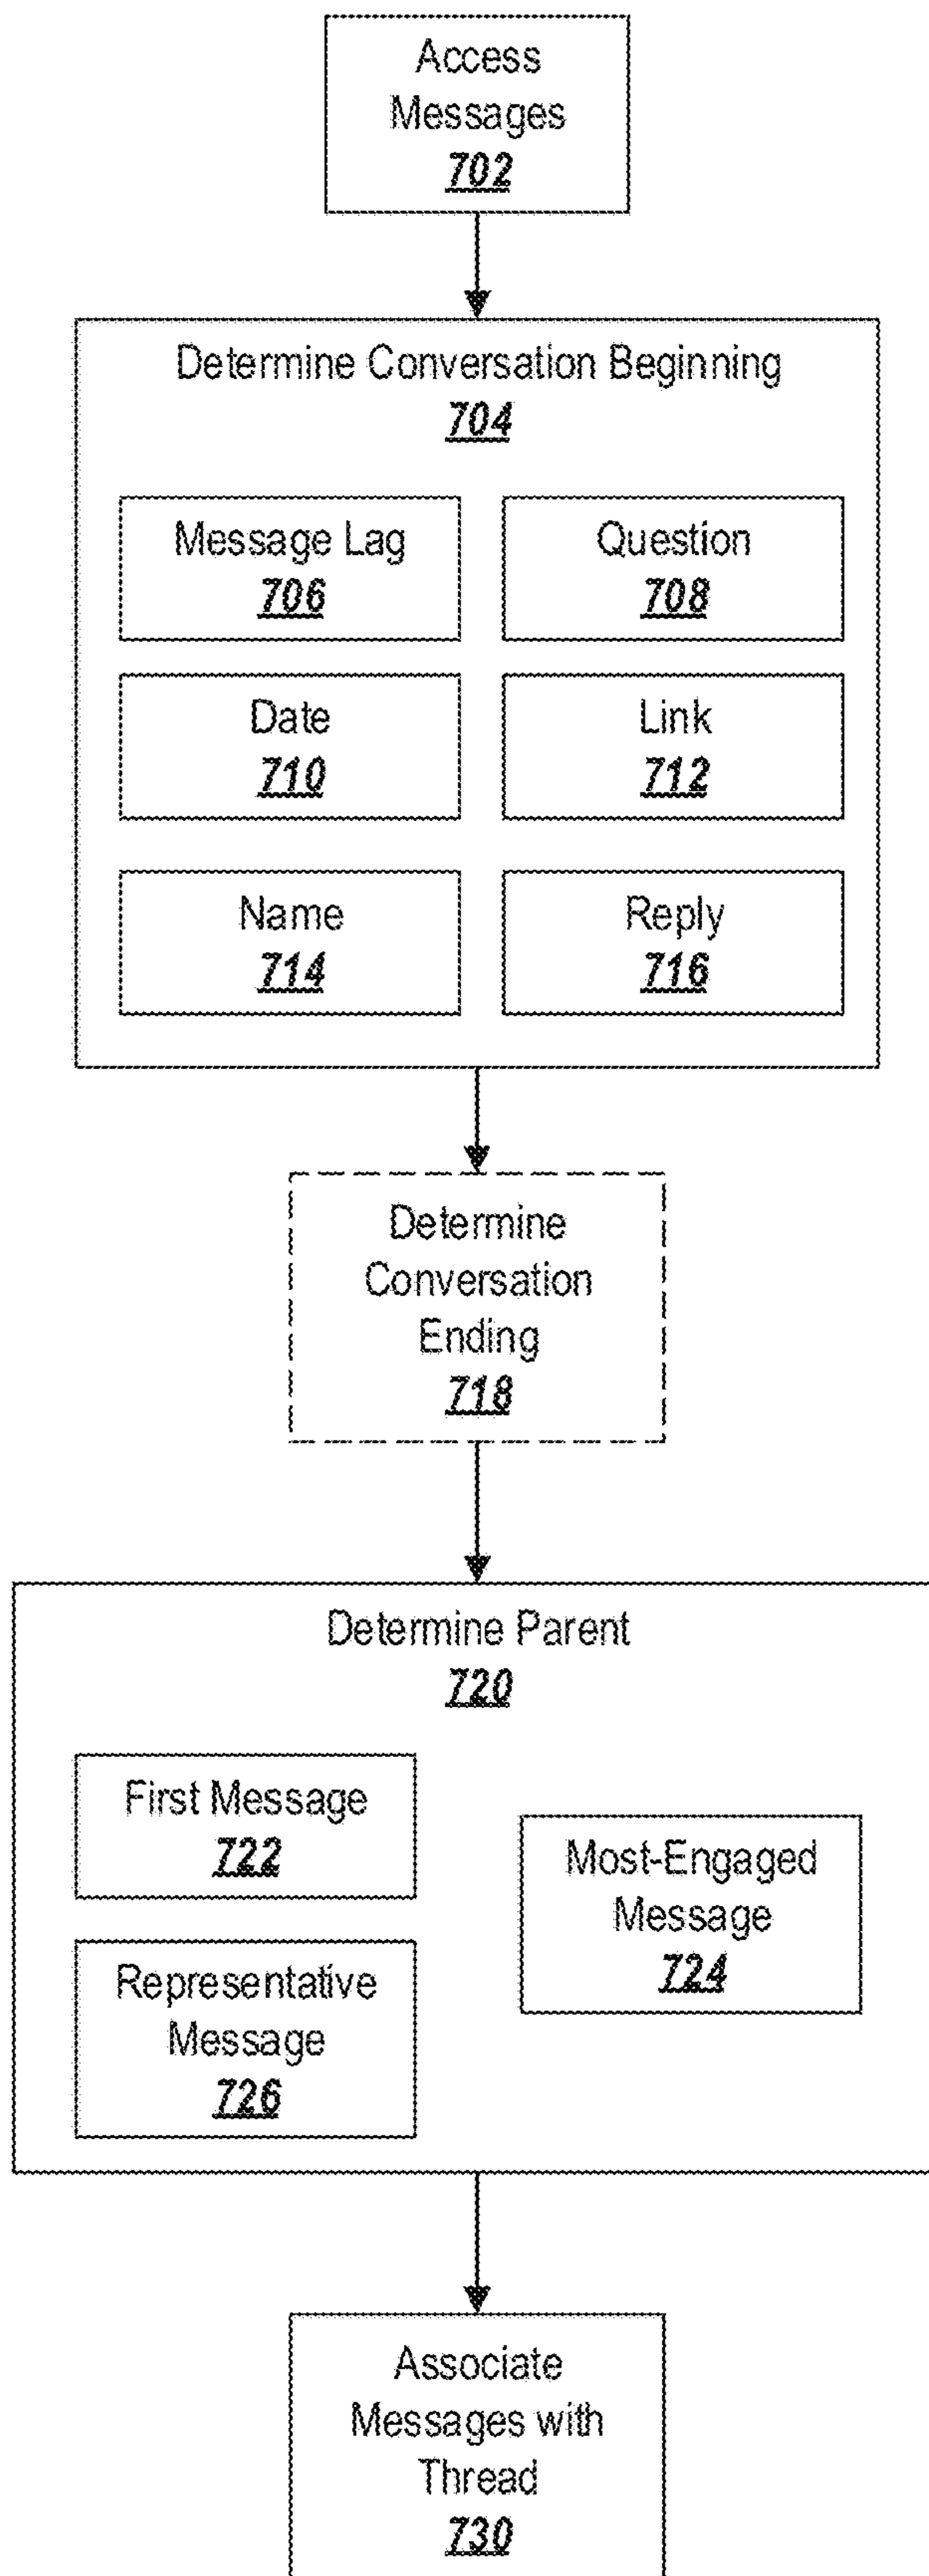 Access
Messages
702
Determine Conversation Beginning
704
Message Lag
706
Question
708
Date
710
Link
712
Name
714
Reply
716
Determine
Conversation
Ending
718
Determine Parent
720
First Message
722
Most-Engaged
Message
724
Representative
Message
726
Associate
Messages with
Thread
730